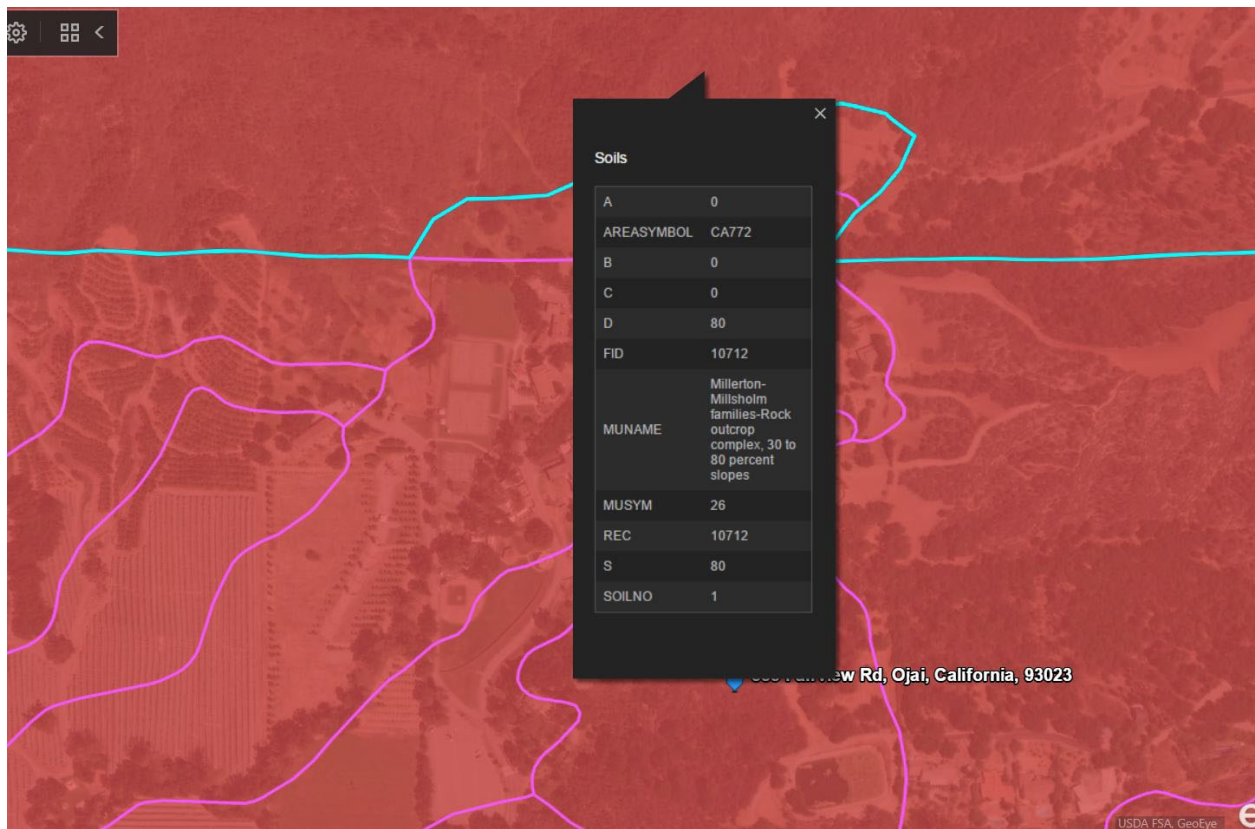 Soils
A 0
AREASYMBOL CA772
B 0
C 0
D 80
FID 10712
MUNAME Millerton-
Millsholm
families-Rock
outcrop
complex, 30 to
80 percent
slopes
MUSYM 26
REC 10712
S 80
SOILNO 1
Rd, Ojai, California, 93023
USDA FSA, GeoEye